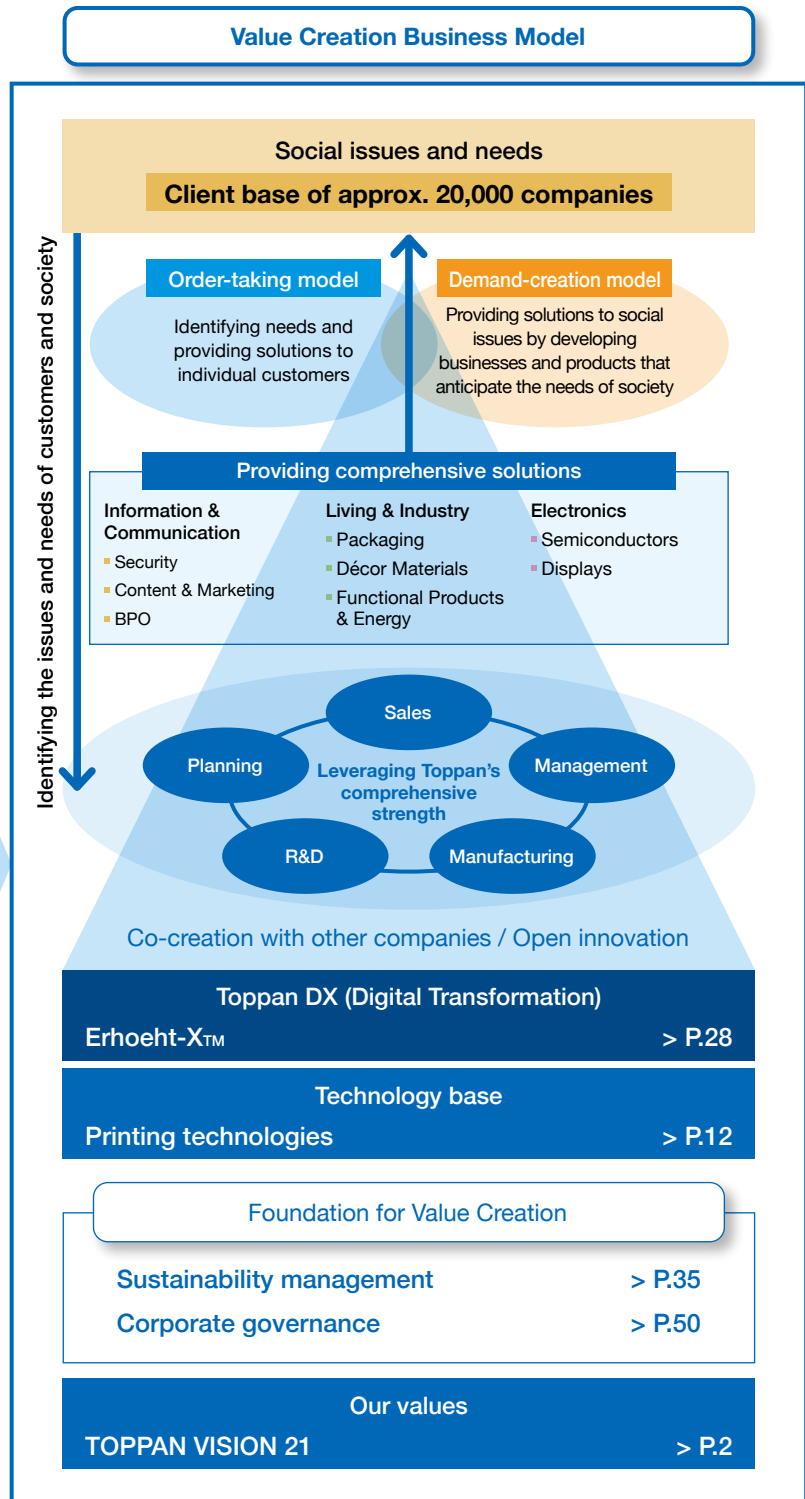 Value Creation Business Model
Social issues and needs
Client base of approx. 20,000 companies
Identifying the issues and needs of customers and society
Order-taking model
Identifying needs and
providing solutions to
individual customers
Demand-creation model
Providing solutions to social
issues by developing
businesses and products that
anticipate the needs of society
Providing comprehensive solutions
Information &
Communication
Security
Content & Marketing
BPO
Living & Industry
Packaging
Décor Materials
Functional Products
& Energy
Electronics
Semiconductors
Displays
Sales
Planning
Management
Leveraging Toppan's
comprehensive
strength
R&D
Manufacturing
Co-creation with other companies / Open innovation
Toppan DX (Digital Transformation)
Erhoeht-X™ > P.28
Technology base
Printing technologies > P.12
Foundation for Value Creation
Sustainability management > P.35
Corporate governance > P.50
Our values
TOPPAN VISION 21 > P.2